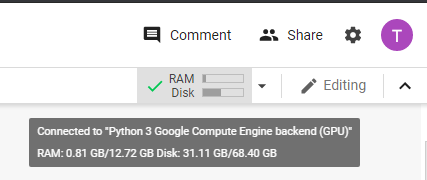 Comment Share T
RAM
Disk
Editing
Connected to "Python 3 Google Compute Engine backend (GPU)"
RAM: 0.81 GB/12.72 GB Disk: 31.11 GB/68.40 GB